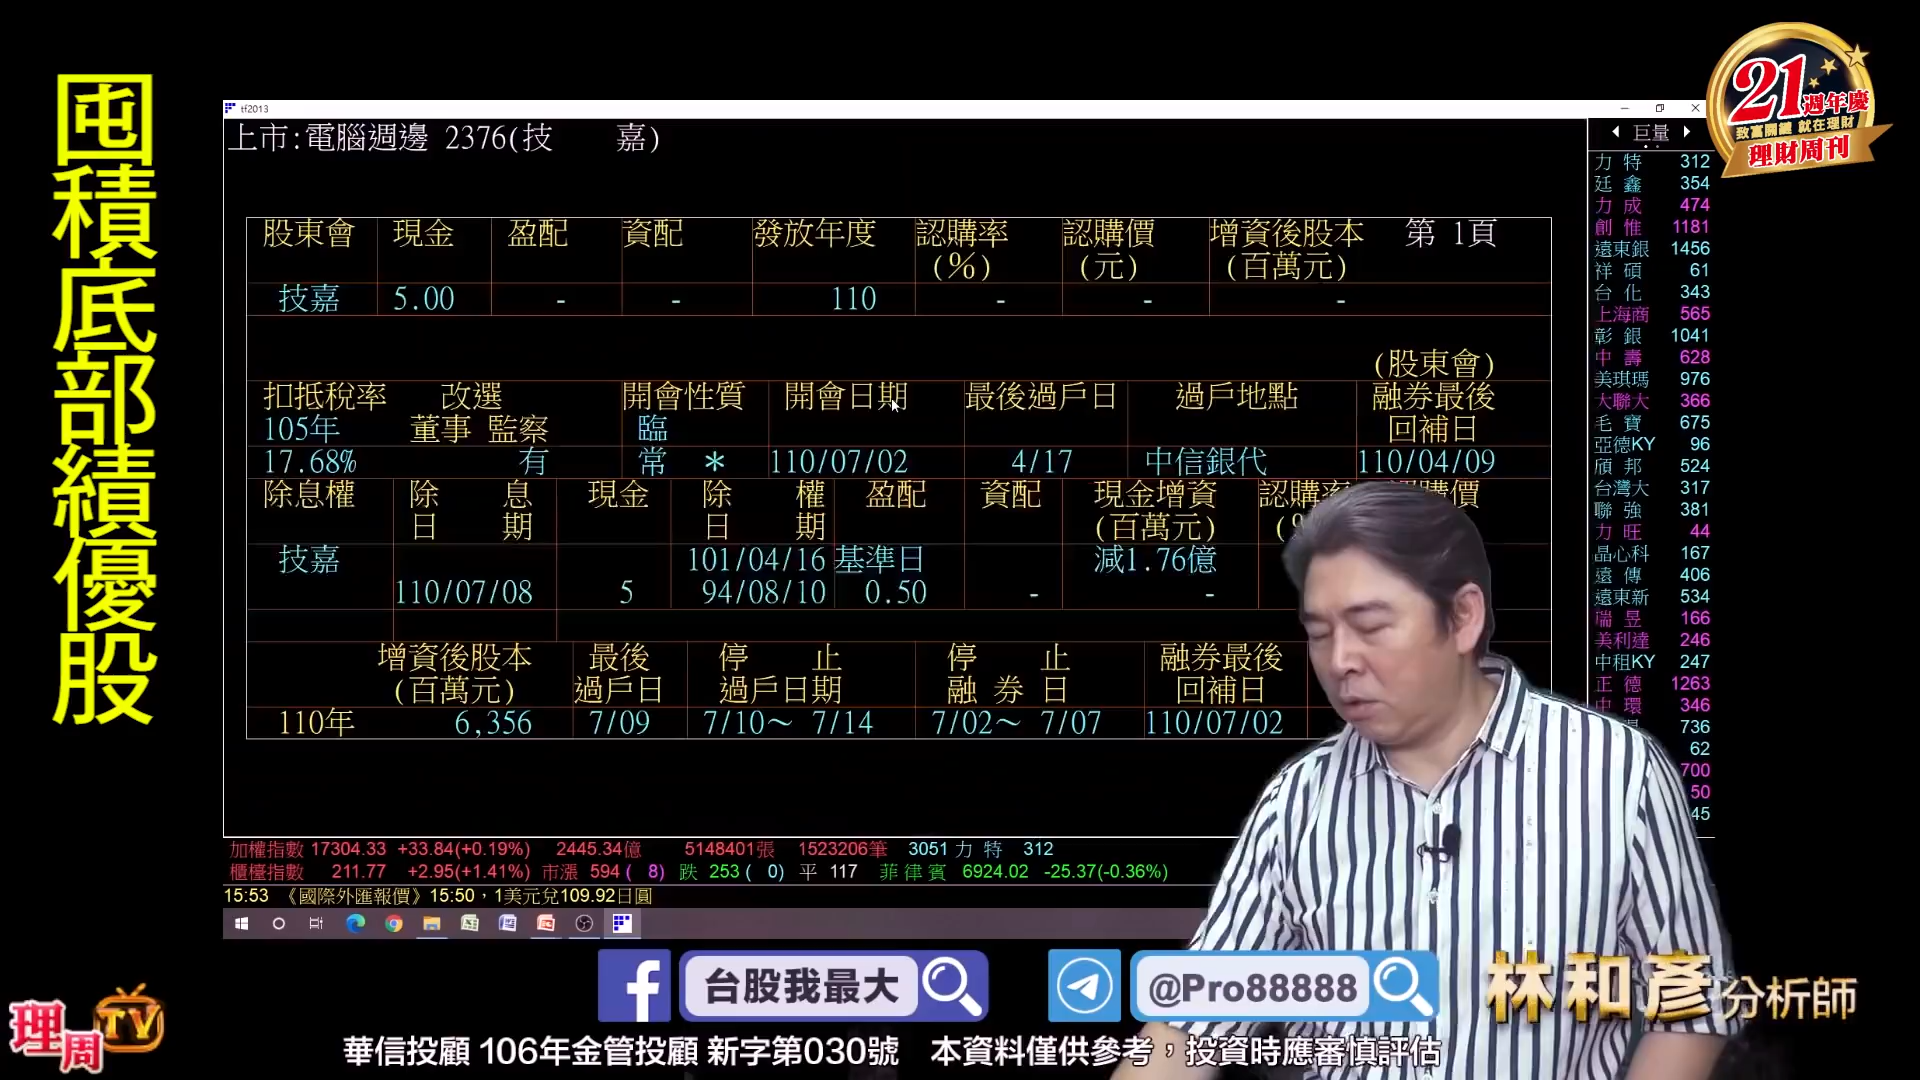 囤積底部績優股
21週年慶
致富關鍵 就在理財
理財周刊
tf2013
上市:電腦週邊 2376(技 嘉)
巨量
股東會 現金 盈配 資配 發放年度 認購率 認購價 增資後股本 第 1頁
(%) (元) (百萬元)
技嘉 5.00 - - 110 - - -
(股東會)
扣抵稅率 改選 開會性質 開會日期 最後過戶日 過戶地點 融券最後
105年 董事 監察 臨 回補日
17.68% 有 常 * 110/07/02 4/17 中信銀代 110/04/09
除息權 除 息 現金 除 權 盈配 資配 現金增資 認購率 認購價
日 期 日 期 (百萬元)
技嘉 101/04/16 基準日 減1.76億
110/07/08 5 94/08/10 0.50 - -
增資後股本 最後 停 止 停 止 融券最後
(百萬元) 過戶日 過戶日期 融 券 日 回補日
110年 6,356 7/09 7/10～ 7/14 7/02～ 7/07 110/07/02
力 特 312
廷 鑫 354
力 成 474
創 惟 1181
遠東銀 1456
祥 碩 61
台 化 343
上海商 565
彰 銀 1041
中 壽 628
美琪瑪 976
大聯大 366
毛 寶 675
亞德KY 96
頎 邦 524
台灣大 317
聯 強 381
力 旺 44
晶心科 167
遠 傳 406
遠東新 534
瑞 昱 166
美利達 246
中租KY 247
正 德 1263
中 環 346
736
62
700
50
45
加權指數 17304.33 +33.84(+0.19%) 2445.34億 5148401張 1523206筆 3051 力 特 312
櫃檯指數 211.77 +2.95(+1.41%) 市漲 594 ( 8) 跌 253 ( 0) 平 117 菲律賓 6924.02 -25.37(-0.36%)
15:53 《國際外匯報價》15:50，1美元兌109.92日圓
台股我最大
@Pro88888
林和彥分析師
理周TV
華信投顧 106年金管投顧 新字第030號 本資料僅供參考，投資時應審慎評估